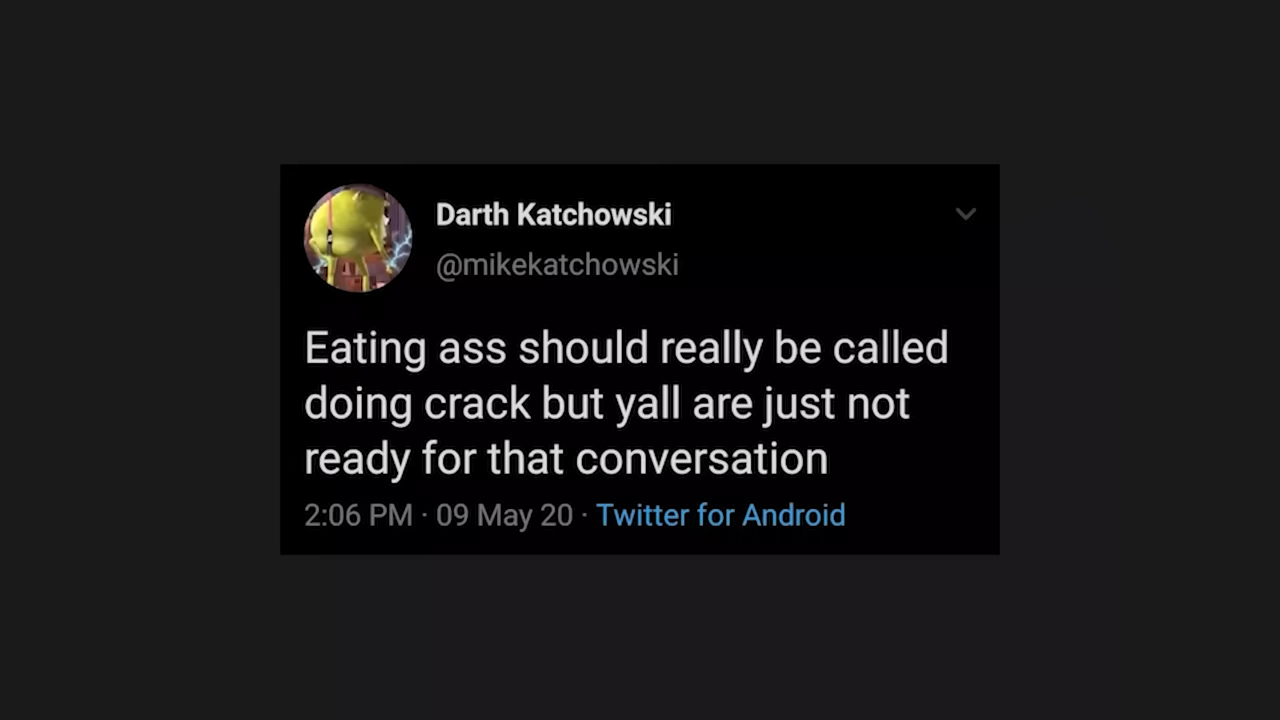 Darth Katchowski
@mikekatchowski
Eating ass should really be called
doing crack but yall are just not
ready for that conversation
2:06 PM · 09 May 20 · Twitter for Android